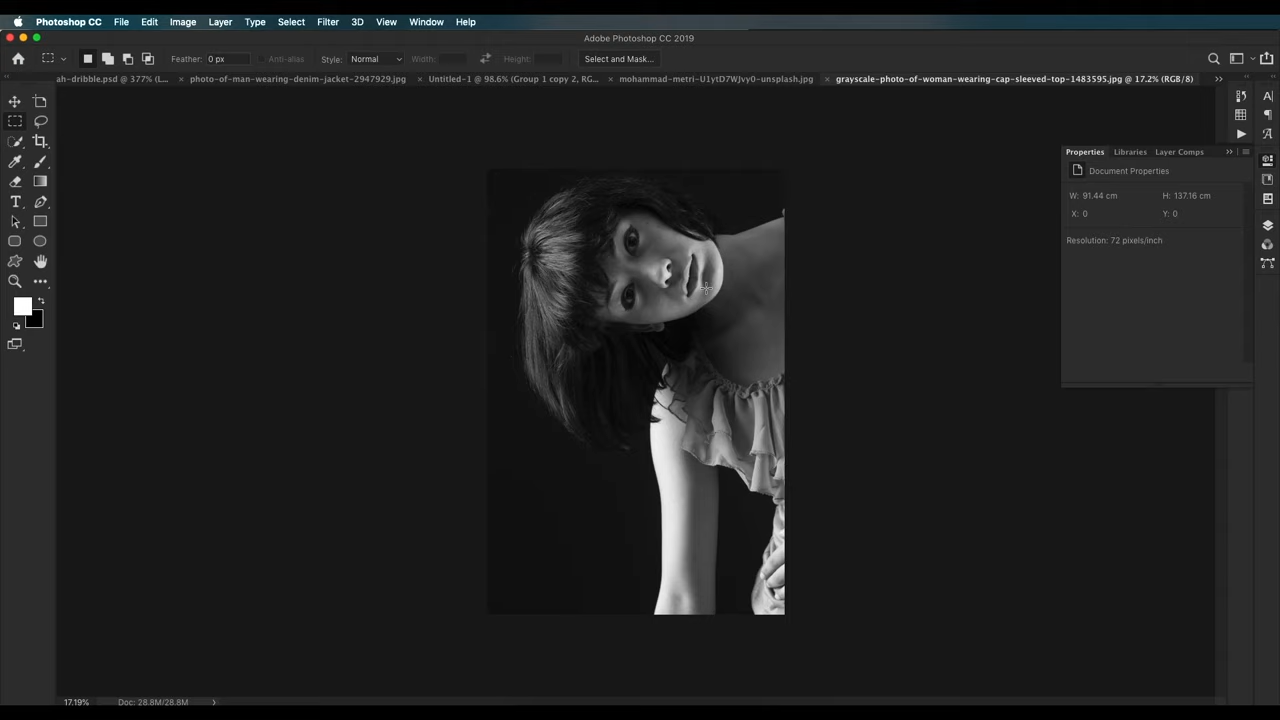 Photoshop CC File Edit Image Layer Type Select Filter 3D View Window Help
Adobe Photoshop CC 2019
Feather: 0 px Anti-alias Style: Normal Width: Height: Select and Mask...
ah-dribble.psd @ 377% (L... × photo-of-man-wearing-denim-jacket-2947929.jpg × Untitled-1 @ 98.6% (Group 1 copy 2, RG... × mohammad-metri-U1ytD7WJvy0-unsplash.jpg × grayscale-photo-of-woman-wearing-cap-sleeved-top-1483595.jpg @ 17.2% (RGB/8)
Properties Libraries Layer Comps
Document Properties
W: 91.44 cm H: 137.16 cm
X: 0 Y: 0
Resolution: 72 pixels/inch
17.19% Doc: 28.8M/28.8M